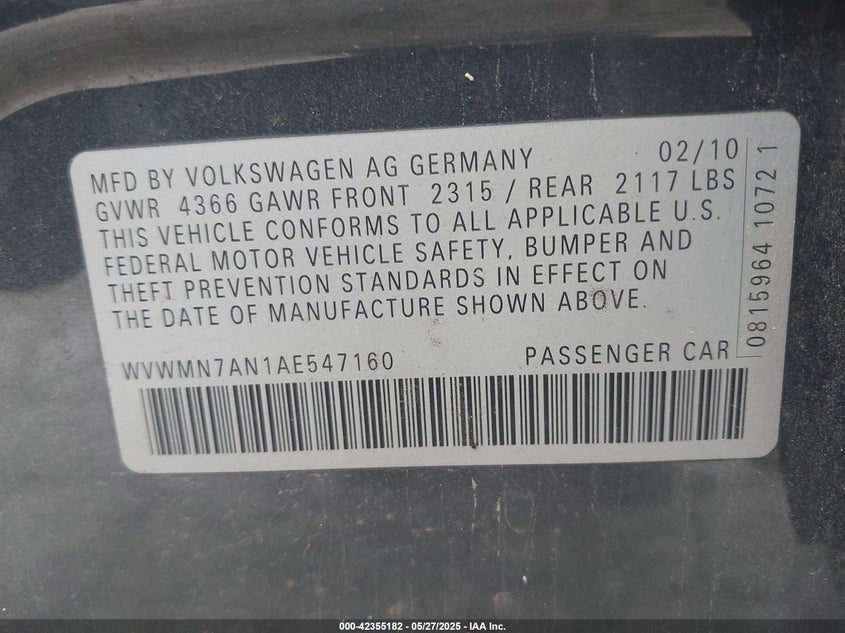 MFD BY VOLKSWAGEN AG GERMANY 02/10
GVWR 4366 GAWR FRONT 2315 / REAR 2117 LBS
THIS VEHICLE CONFORMS TO ALL APPLICABLE U.S.
FEDERAL MOTOR VEHICLE SAFETY, BUMPER AND
THEFT PREVENTION STANDARDS IN EFFECT ON
THE DATE OF MANUFACTURE SHOWN ABOVE.
WVWMN7AN1AE547160 PASSENGER CAR
0815964 1072 1
000-42355182 - 05/27/2025 - IAA Inc.